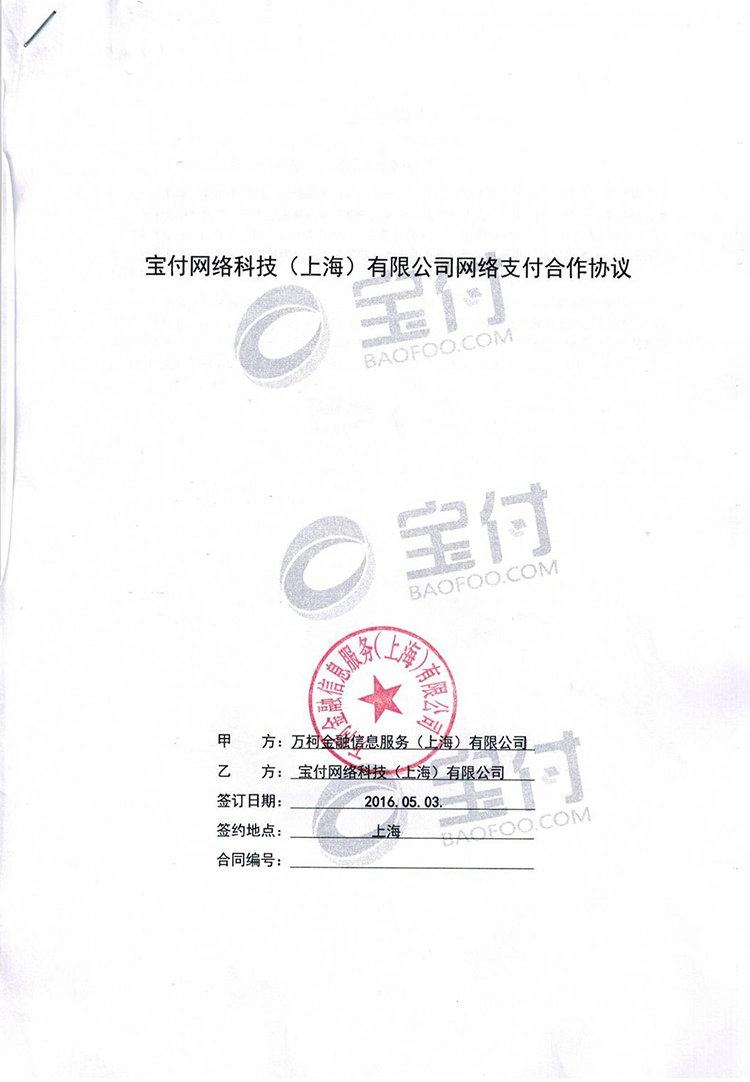 宝付网络科技（上海）有限公司网络支付合作协议
宝付
BAOFOO.COM
宝付
BAOFOO.COM
万柯金融信息服务（上海）有限公司
甲 方：万柯金融信息服务（上海）有限公司
乙 方：宝付网络科技（上海）有限公司
签订日期：2016.05.03.
宝付
签约地点：上海
BAOFOO.COM
合同编号：